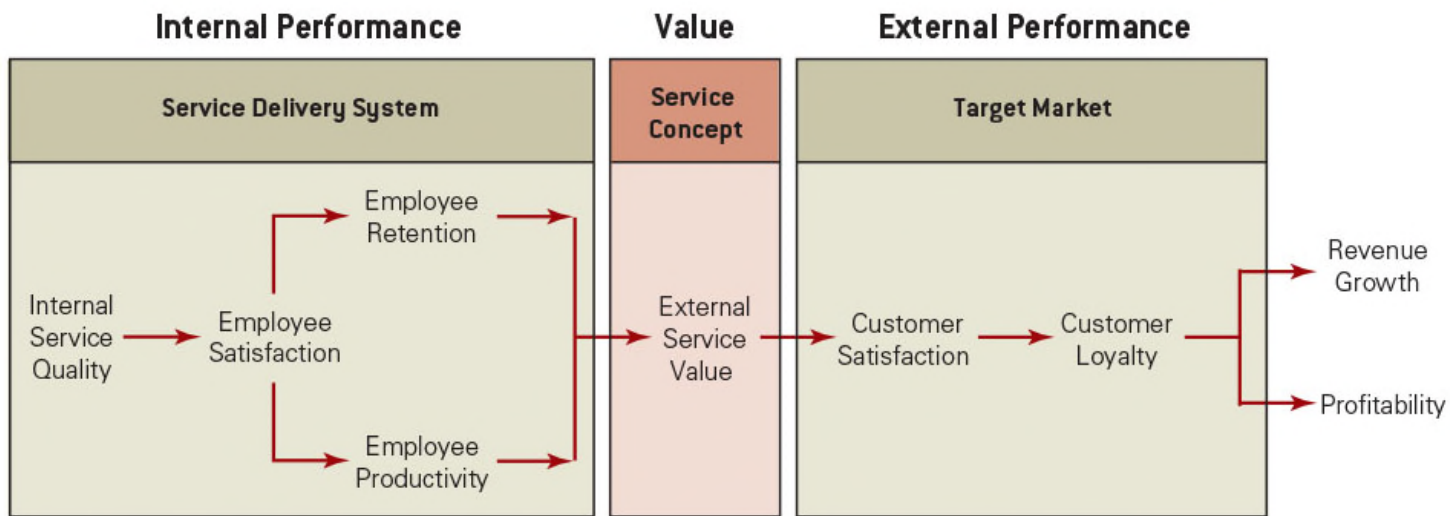 Internal Performance
Value
External Performance
Service Delivery System
Service
Concept
Target Market
Internal
Service
Quality
Employee
Satisfaction
Employee
Retention
Employee
Productivity
External
Service
Value
Customer
Satisfaction
Customer
Loyalty
Revenue
Growth
Profitability